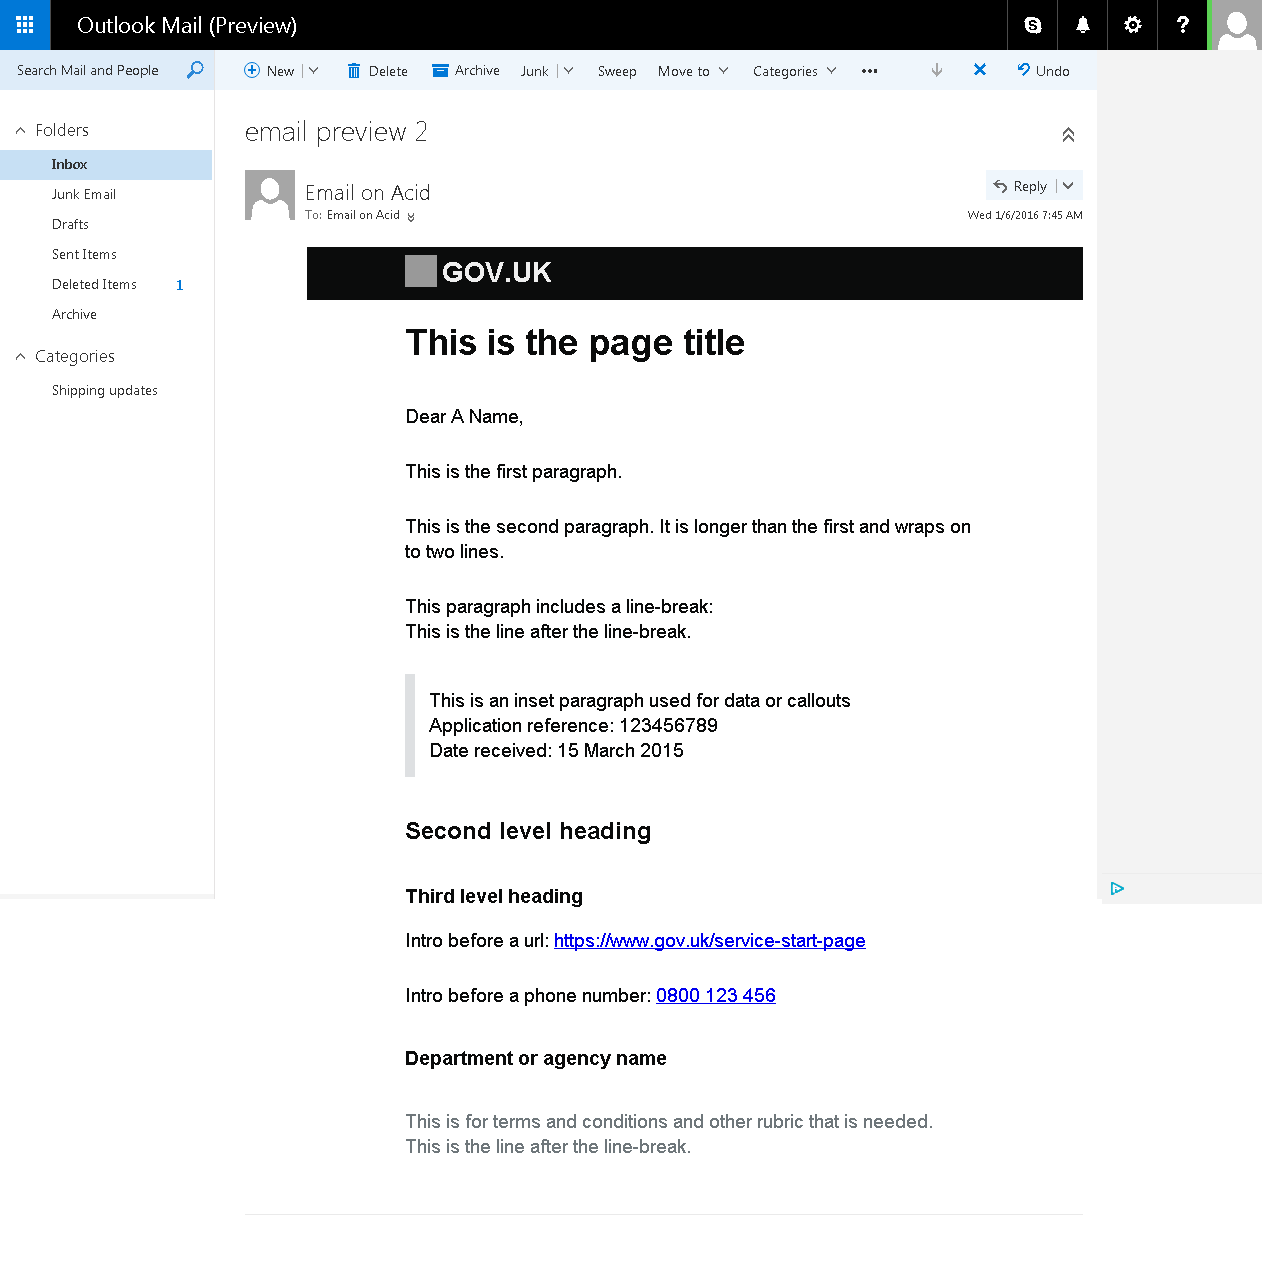 Outlook Mail (Preview)
?
Search Mail and People
New
Delete
Archive
Junk
Sweep
Move to
Categories
Undo
Folders
Inbox
Junk Email
Drafts
Sent Items
Deleted Items 1
Archive
Categories
Shipping updates
email preview 2
Email on Acid
To: Email on Acid
Reply
Wed 1/6/2016 7:45 AM
GOV.UK
This is the page title
Dear A Name,
This is the first paragraph.
This is the second paragraph. It is longer than the first and wraps on
to two lines.
This paragraph includes a line-break:
This is the line after the line-break.
This is an inset paragraph used for data or callouts
Application reference: 123456789
Date received: 15 March 2015
Second level heading
Third level heading
Intro before a url: https://www.gov.uk/service-start-page
Intro before a phone number: 0800 123 456
Department or agency name
This is for terms and conditions and other rubric that is needed.
This is the line after the line-break.